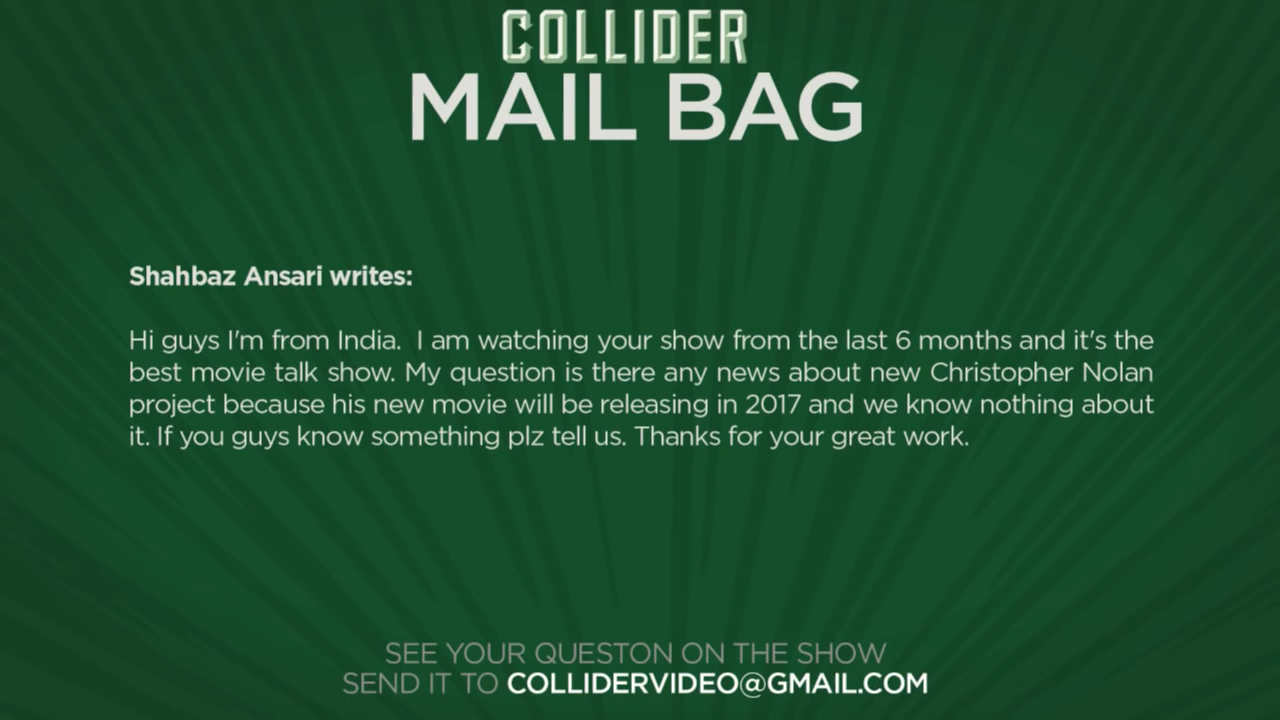 COLLIDER
MAIL BAG
Shahbaz Ansari writes:
Hi guys I'm from India.  I am watching your show from the last 6 months and it's the
best movie talk show. My question is there any news about new Christopher Nolan
project because his new movie will be releasing in 2017 and we know nothing about
it. If you guys know something plz tell us. Thanks for your great work.
SEE YOUR QUESTON ON THE SHOW
SEND IT TO COLLIDERVIDEO@GMAIL.COM